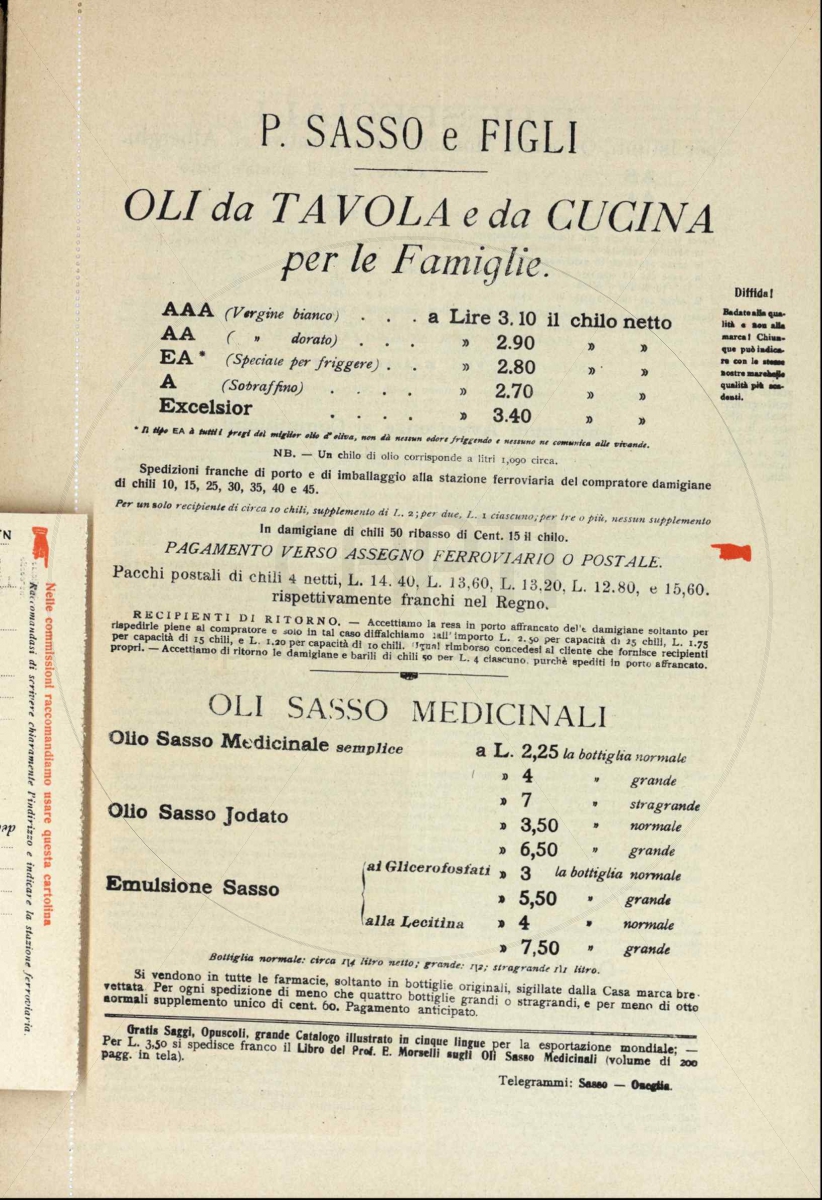 P. SASSO e FIGLI
OLI da TAVOLA e da CUCINA
per le Famiglie.
AAA (Vergine bianco) . . . a Lire 3.10 il chilo netto
AA ( » dorato) . . . » 2.90 » »
EA * (Speciale per friggere) . . » 2.80 » »
A (Sopraffino) . . . . » 2.70 » »
Excelsior . . . . » 3.40 » »
* Il tipo EA à tutti i pregi del miglior olio d'oliva, non dà nessun odore friggendo e nessuno ne comunica alle vivande.
NB. — Un chilo di olio corrisponde a litri 1,090 circa.
Spedizioni franche di porto e di imballaggio alla stazione ferroviaria del compratore damigiane
di chili 10, 15, 25, 30, 35, 40 e 45.
Per un solo recipiente di circa 10 chili, supplemento di L. 2; per due, L. 1 ciascuno; per tre o più, nessun supplemento
In damigiane di chili 50 ribasso di Cent. 15 il chilo.
PAGAMENTO VERSO ASSEGNO FERROVIARIO O POSTALE.
Pacchi postali di chili 4 netti, L. 14.40, L. 13,60, L. 13,20, L. 12.80, e 15,60.
rispettivamente franchi nel Regno.
RECIPIENTI DI RITORNO. — Accettiamo la resa in porto affrancato delle damigiane soltanto per
rispedirle piene al compratore e solo in tal caso diffalchiamo dall'importo L. 2,50 per capacità di 25 chili, L. 1.75
per capacità di 15 chili, e L. 1.20 per capacità di 10 chili. Ugual rimborso concedesi al cliente che fornisce recipienti
propri. — Accettiamo di ritorno le damigiane e barili di chili 50 per L. 4 ciascuno, purchè spediti in porto affrancato.
Diffida!
Badate alla qua-
lità e non alla
marca! Chiun-
que può indica-
re con le stesse
nostre marche le
qualità più sca-
denti.
OLI SASSO MEDICINALI
Olio Sasso Medicinale semplice a L. 2,25 la bottiglia normale
» 4 » grande
» 7 » stragrande
Olio Sasso Jodato » 3,50 » normale
» 6,50 » grande
Emulsione Sasso ai Glicerofosfati » 3 la bottiglia normale
» 5,50 » grande
alla Lecitina » 4 » normale
» 7,50 » grande
Bottiglia normale: circa 1/4 litro netto; grande: 1/2; stragrande 1/1 litro.
Si vendono in tutte le farmacie, soltanto in bottiglie originali, sigillate dalla Casa marca bre-
vettata Per ogni spedizione di meno che quattro bottiglie grandi o stragrandi, e per meno di otto
normali supplemento unico di cent. 60. Pagamento anticipato.
Gratis Saggi, Opuscoli, grande Catalogo illustrato in cinque lingue per la esportazione mondiale; —
Per L. 3,50 si spedisce franco il Libro del Prof. E. Morselli sugli Oli Sasso Medicinali (volume di 200
pagg. in tela).
Telegrammi: Sasso — Oneglia.
Nelle commissioni raccomandiamo usare questa cartolina
Raccomandasi di scrivere chiaramente l'indirizzo e indicare la stazione ferroviaria.